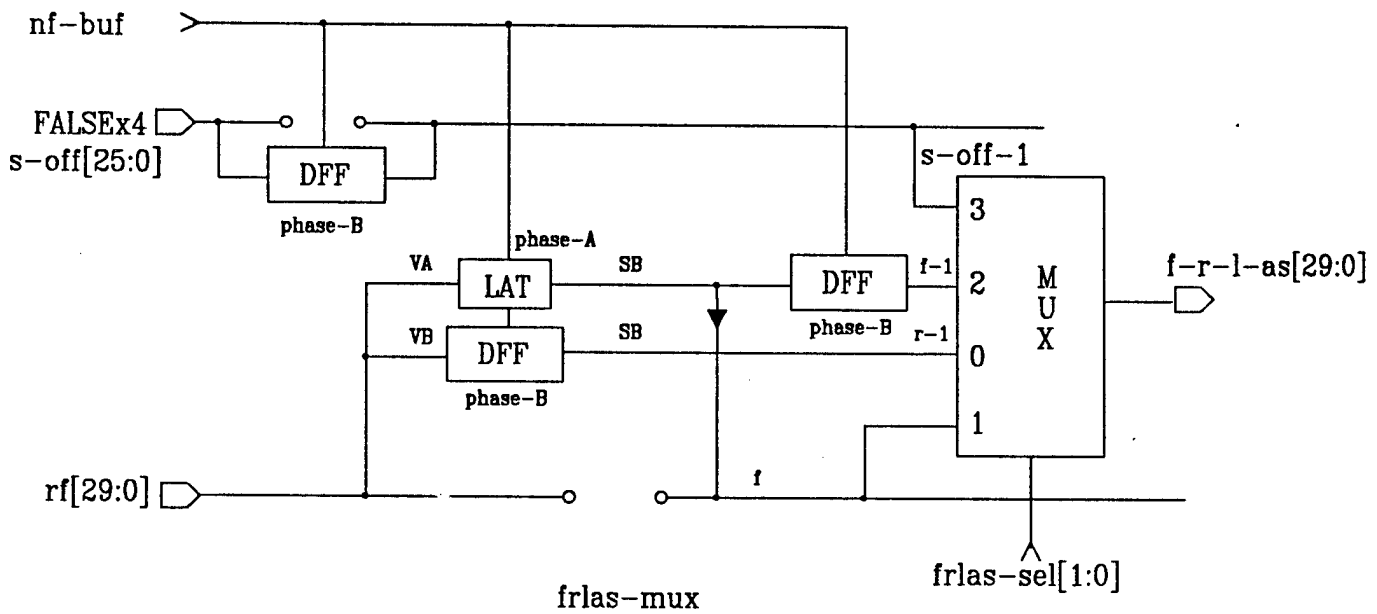 nf-buf
FALSEx4
s-off[25:0]
DFF
phase-B
s-off-1
3
phase-A
VA
LAT
SB
DFF
phase-B
f-1
2
M
U
X
f-r-l-as[29:0]
VB
DFF
phase-B
SB
r-1
0
1
rf[29:0]
f
frlas-sel[1:0]
frlas-mux